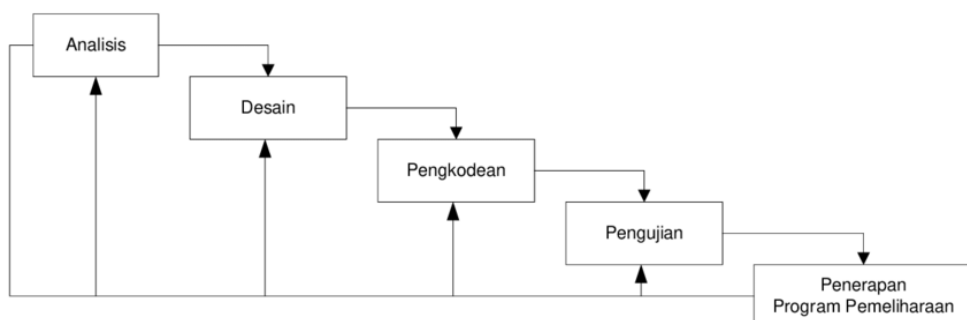 Analisis
Desain
Pengkodean
Pengujian
Penerapan
Program Pemeliharaan